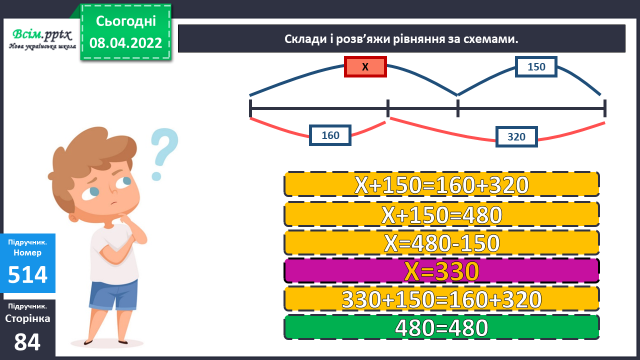 Всім.pptx
Нова українська школа
Сьогодні
08.04.2022
Склади і розв’яжи рівняння за схемами.
X
150
160
320
X+150=160+320
X+150=480
X=480-150
X=330
330+150=160+320
480=480
Підручник.
Номер
514
Підручник.
Сторінка
84